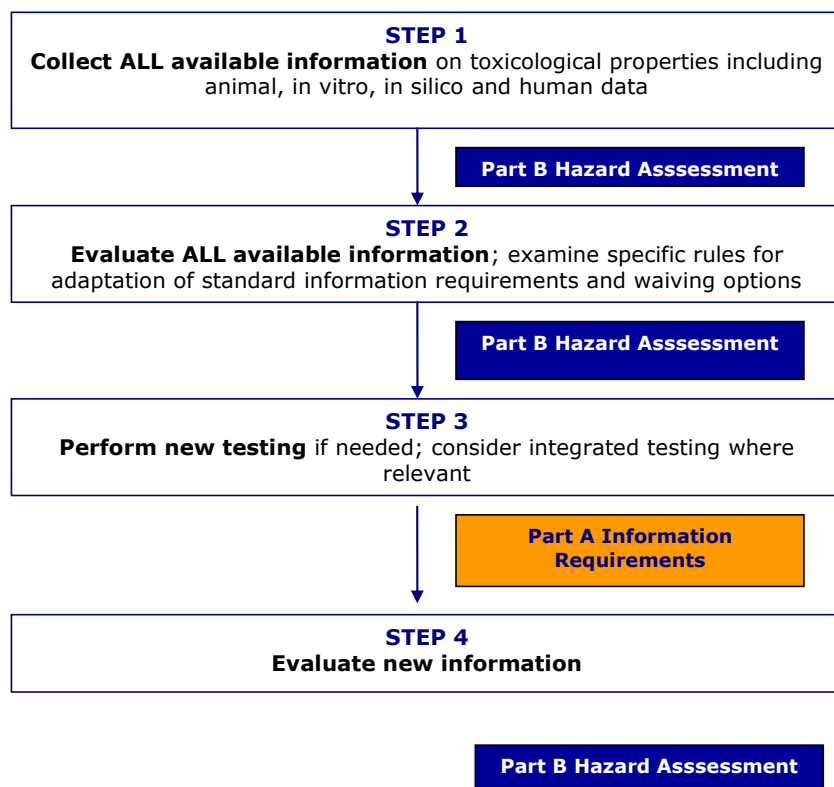 STEP 1
Collect ALL available information on toxicological properties including
animal, in vitro, in silico and human data
Part B Hazard Asssessment
STEP 2
Evaluate ALL available information; examine specific rules for
adaptation of standard information requirements and waiving options
Part B Hazard Asssessment
STEP 3
Perform new testing if needed; consider integrated testing where
relevant
Part A Information
Requirements
STEP 4
Evaluate new information
Part B Hazard Asssessment